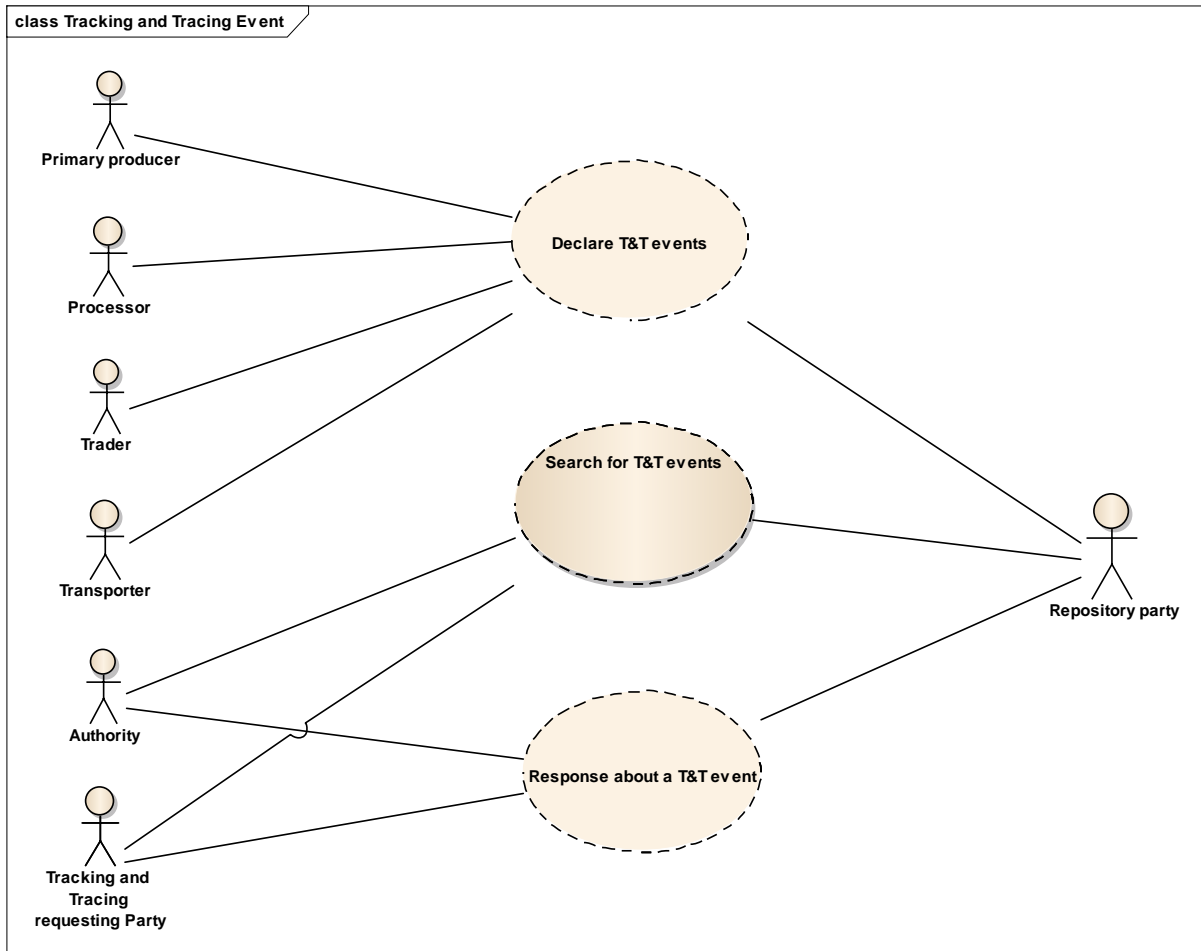 class Tracking and Tracing Event
Primary producer
Declare T&T events
Processor
Trader
Search for T&T events
Transporter
Repository party
Authority
Response about a T&T event
Tracking and
Tracing
requesting Party